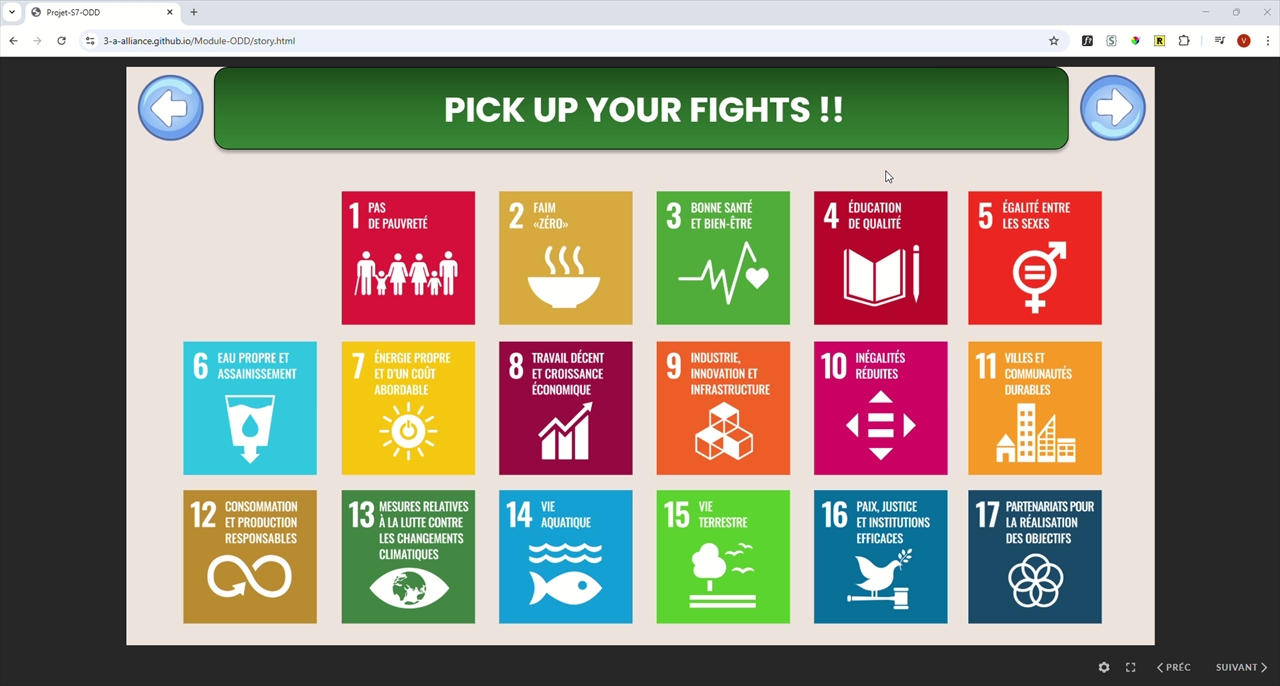 Projet-S7-ODD
3-a-alliance.github.io/Module-ODD/story.html
PICK UP YOUR FIGHTS !!
1 PAS
DE PAUVRETÉ
2 FAIM
«ZÉRO»
3 BONNE SANTÉ
ET BIEN-ÊTRE
4 ÉDUCATION
DE QUALITÉ
5 ÉGALITÉ ENTRE
LES SEXES
6 EAU PROPRE ET
ASSAINISSEMENT
7 ÉNERGIE PROPRE
ET D'UN COÛT
ABORDABLE
8 TRAVAIL DÉCENT
ET CROISSANCE
ÉCONOMIQUE
9 INDUSTRIE,
INNOVATION ET
INFRASTRUCTURE
10 INÉGALITÉS
RÉDUITES
11 VILLES ET
COMMUNAUTÉS
DURABLES
12 CONSOMMATION
ET PRODUCTION
RESPONSABLES
13 MESURES RELATIVES
À LA LUTTE CONTRE
LES CHANGEMENTS
CLIMATIQUES
14 VIE
AQUATIQUE
15 VIE
TERRESTRE
16 PAIX, JUSTICE
ET INSTITUTIONS
EFFICACES
17 PARTENARIATS POUR
LA RÉALISATION
DES OBJECTIFS
PRÉC
SUIVANT